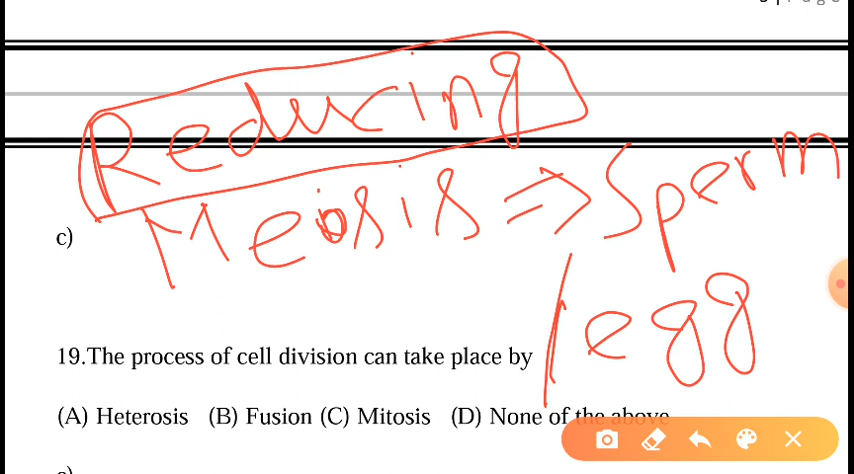 Reducing
Meiosis ⇒ Sperm
c)
/egg
19.The process of cell division can take place by
(A) Heterosis (B) Fusion (C) Mitosis (D) None of the above